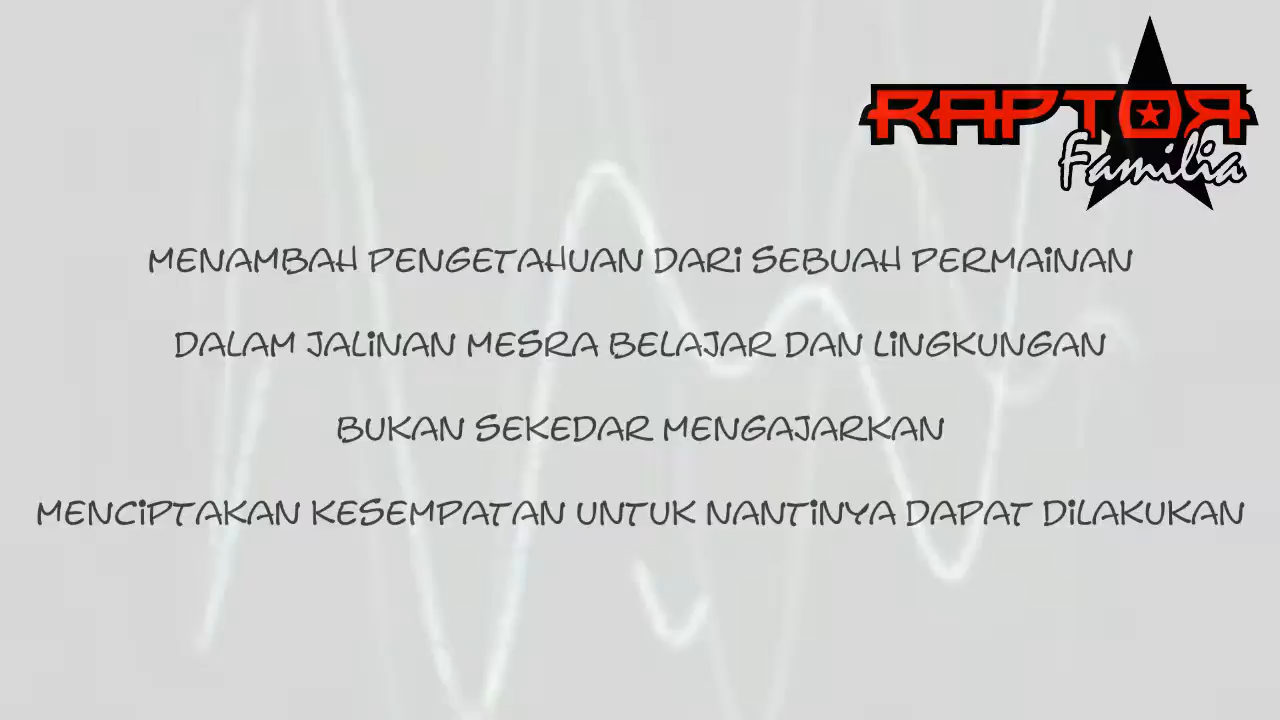 RAPTOR
Familia
MENAMBAH PENGETAHUAN DARI SEBUAH PERMAINAN
DALAM JALINAN MESRA BELAJAR DAN LINGKUNGAN
BUKAN SEKEDAR MENGAJARKAN
MENCIPTAKAN KESEMPATAN UNTUK NANTINYA DAPAT DILAKUKAN